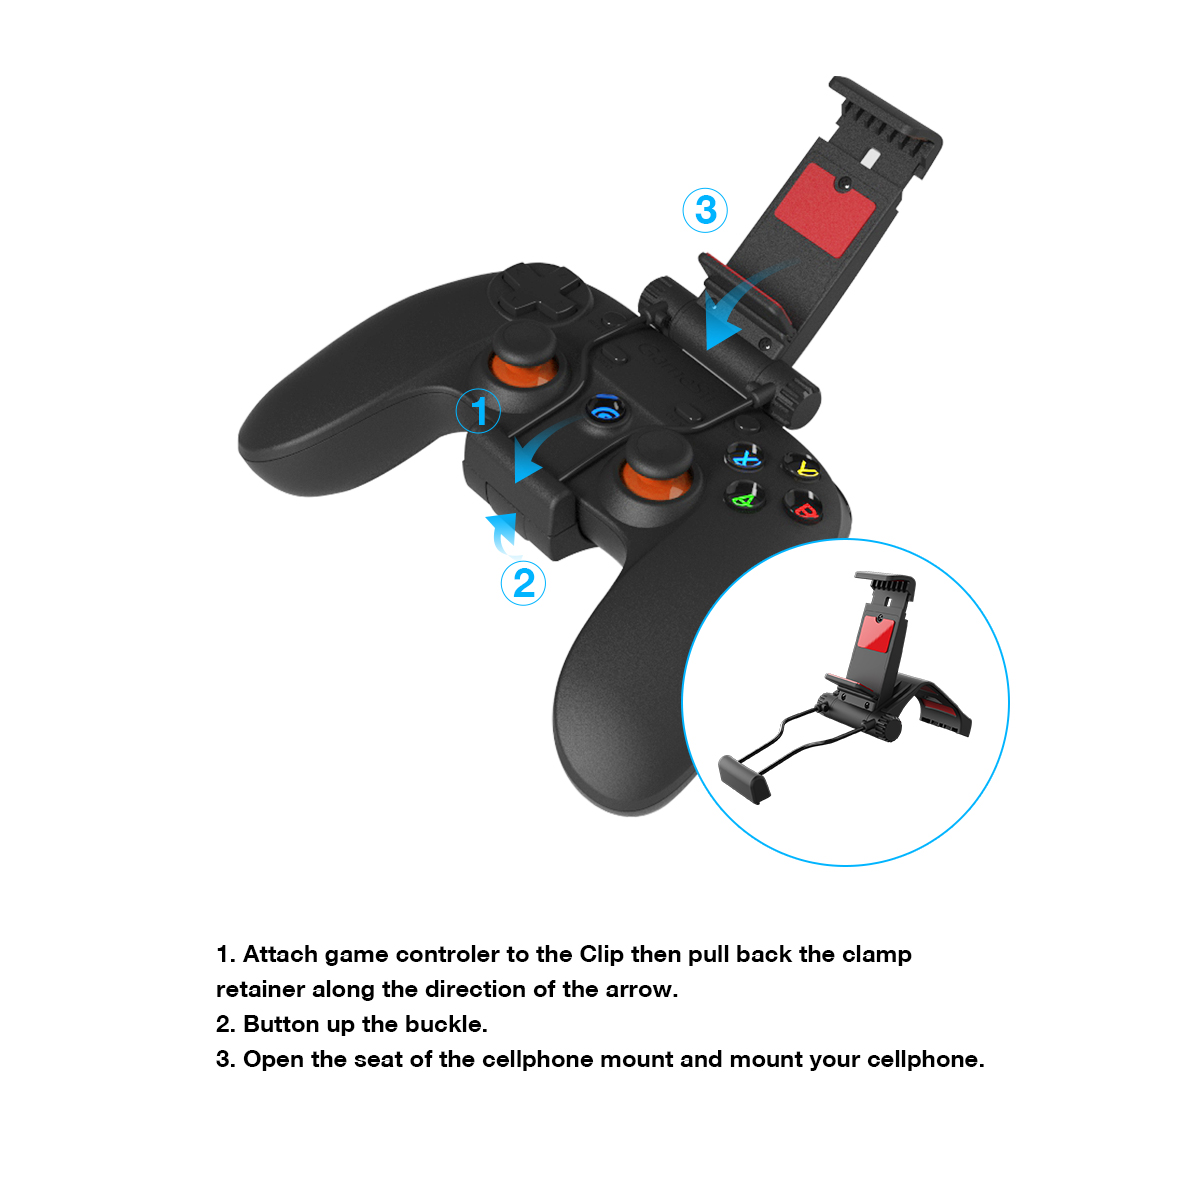 3
GameSir
1
X
Y
A
B
2
1. Attach game controler to the Clip then pull back the clamp
retainer along the direction of the arrow.
2. Button up the buckle.
3. Open the seat of the cellphone mount and mount your cellphone.